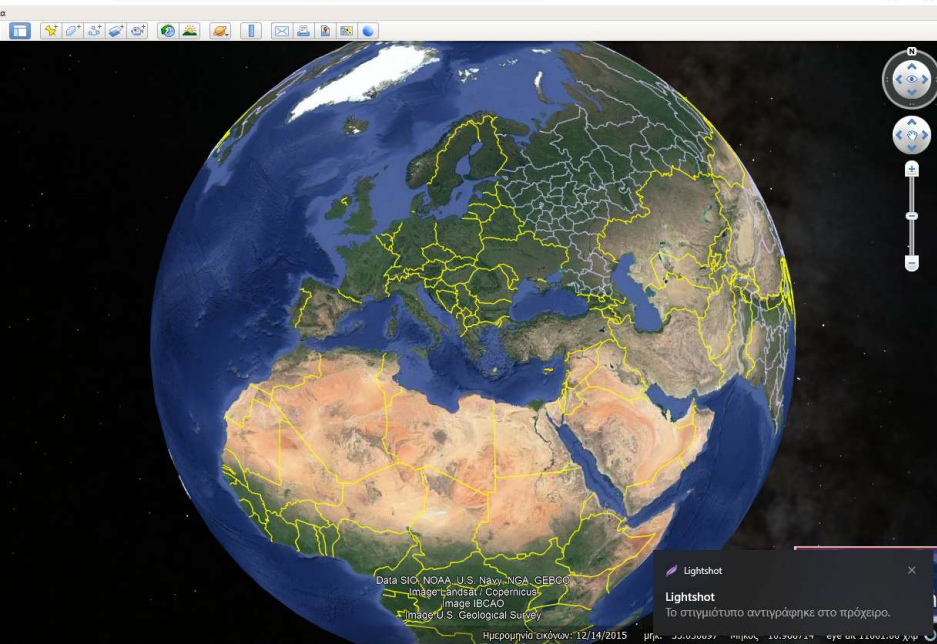 α
N
Data SIO, NOAA, U.S. Navy, NGA, GEBCO
Image Landsat / Copernicus
Image IBCAO
Image U.S. Geological Survey
Lightshot
Lightshot
Το στιγμιότυπο αντιγράφηκε στο πρόχειρο.
Ημερομηνία εικόνων: 12/14/2015